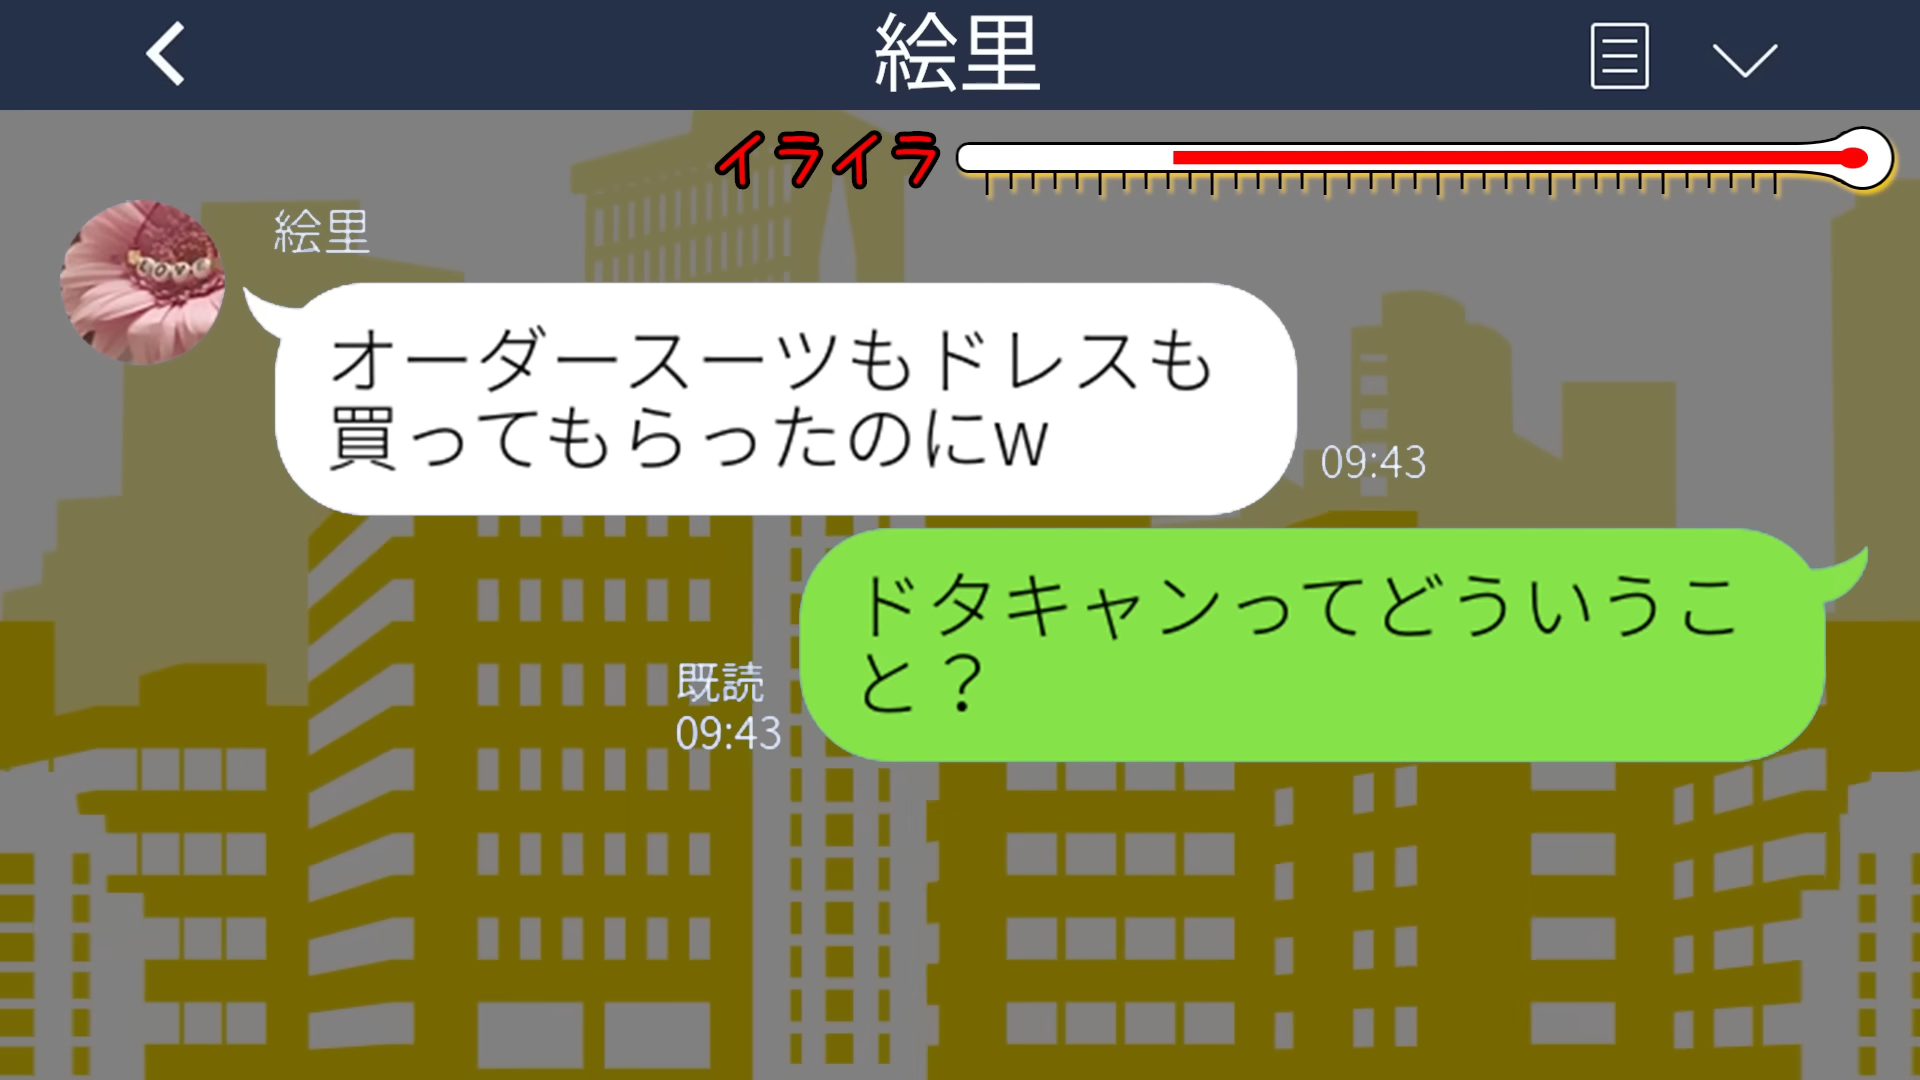 絵里
イライラ
絵里
LOVE
オーダースーツもドレスも
買ってもらったのにw
09:43
ドタキャンってどういうこ
と？
既読
09:43